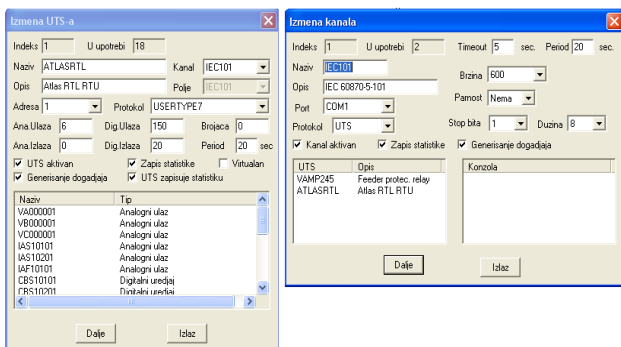 Izmena UTS-a
Indeks 1 U upotrebi 18
Naziv ATLASRTL Kanal IEC101
Opis Atlas RTL RTU Polje IEC101
Adresa 1 Protokol USERTYPE7
Ana.Ulaza 6 Dig.Ulaza 150 Brojaca 0
Ana.Izlaza 0 Dig.Izlaza 20 Period 20 sec
UTS aktivan Zapis statistike Virtualan
Generisanje dogadjaja UTS zapisuje statistiku
Naziv Tip
VA000001 Analogni ulaz
VB000001 Analogni ulaz
VC000001 Analogni ulaz
IAS10101 Analogni ulaz
IAS10201 Analogni ulaz
IAF10101 Analogni ulaz
CBS10101 Digitalni uredjaj
CBS10201 Digitalni uredjaj
Dalje Izlaz
Izmena kanala
Indeks 1 U upotrebi 2 Timeout 5 sec. Period 20 sec.
Naziv IEC101 Brzina 600
Opis IEC 60870-5-101
Parnost Nema
Port COM1
Protokol UTS Stop bita 1 Duzina 8
Kanal aktivan Zapis statistike Generisanje dogadjaja
UTS Opis Konzola
VAMP245 Feeder protec. relay
ATLASRTL Atlas RTL RTU
Dalje Izlaz